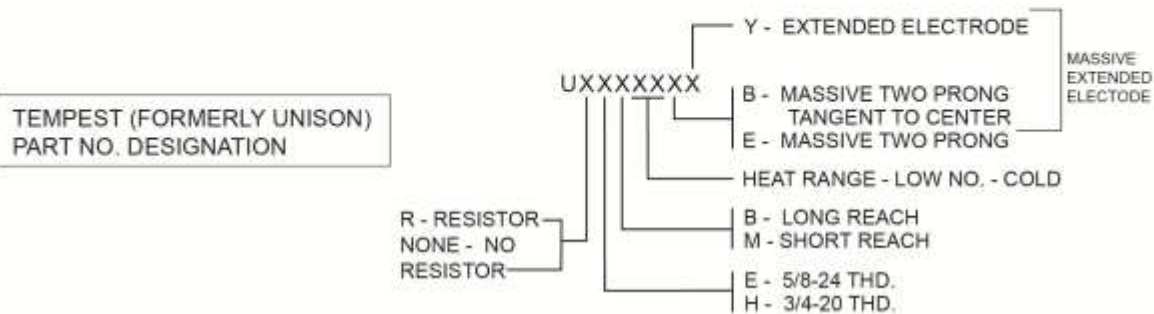 TEMPEST (FORMERLY UNISON)
PART NO. DESIGNATION
UXXXXXXX
Y - EXTENDED ELECTRODE
B - MASSIVE TWO PRONG
TANGENT TO CENTER
E - MASSIVE TWO PRONG
MASSIVE
EXTENDED
ELECTODE
HEAT RANGE - LOW NO. - COLD
B - LONG REACH
M - SHORT REACH
R - RESISTOR
NONE - NO
RESISTOR
E - 5/8-24 THD.
H - 3/4-20 THD.